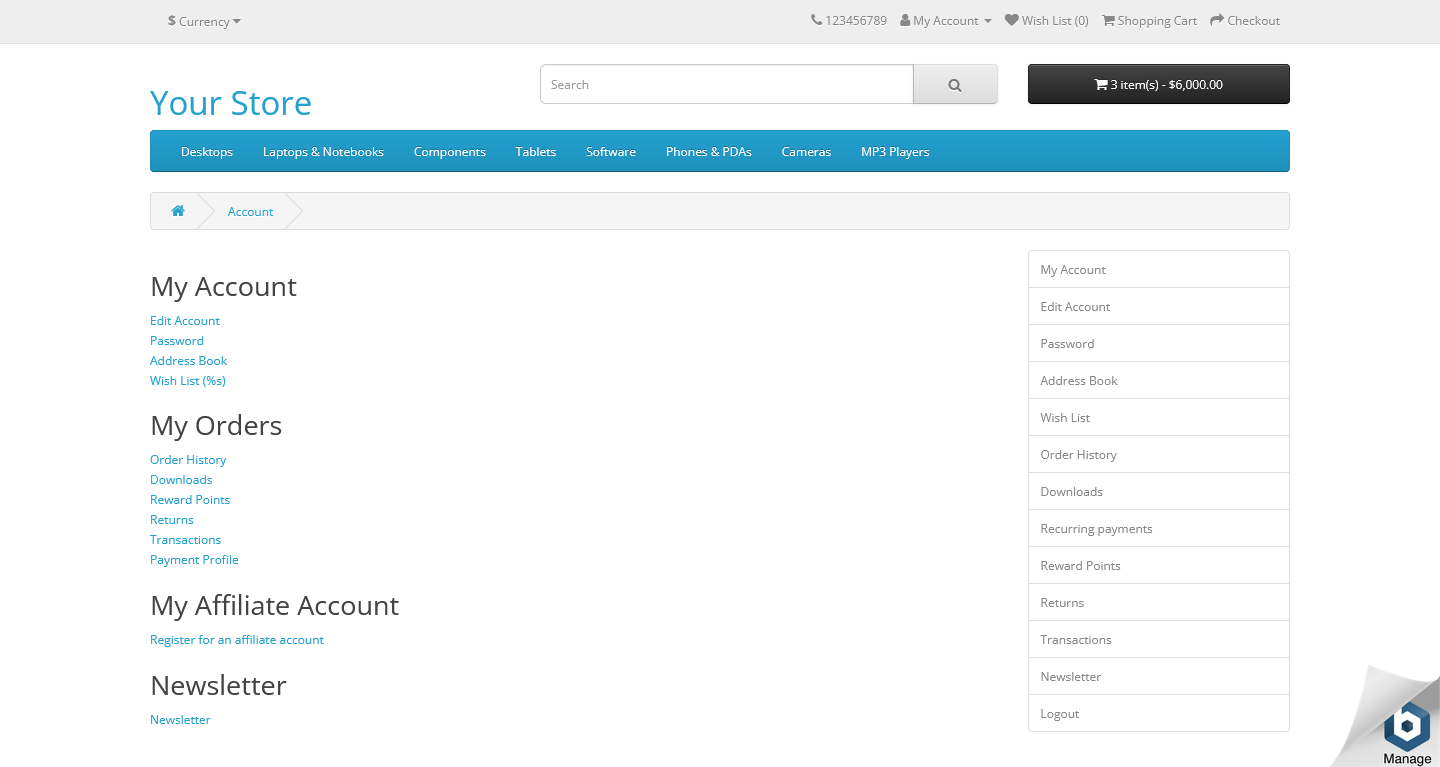 $ Currency
123456789 My Account Wish List (0) Shopping Cart Checkout
Your Store
Search
3 item(s) - $6,000.00
Desktops Laptops & Notebooks Components Tablets Software Phones & PDAs Cameras MP3 Players
Account
My Account
Edit Account
Password
Address Book
Wish List (%s)
My Orders
Order History
Downloads
Reward Points
Returns
Transactions
Payment Profile
My Affiliate Account
Register for an affiliate account
Newsletter
Newsletter
My Account
Edit Account
Password
Address Book
Wish List
Order History
Downloads
Recurring payments
Reward Points
Returns
Transactions
Newsletter
Logout
Manage